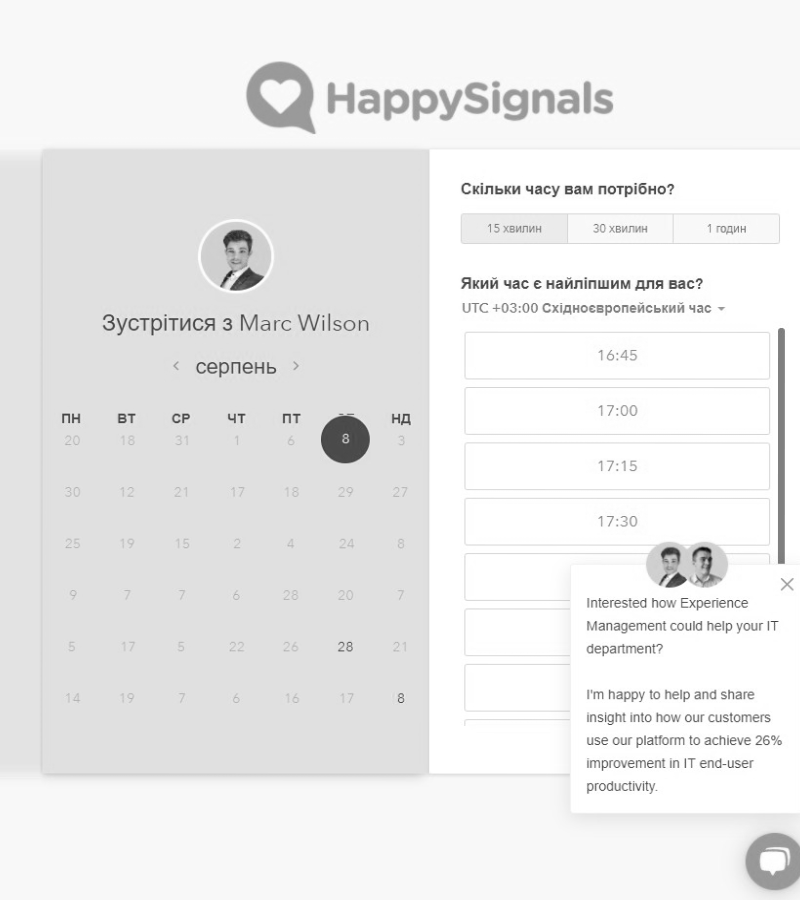 HappySignals
Зустрітися з Marc Wilson
серпень
ПН ВТ СР ЧТ ПТ НД
20 18 31 1 6 8 3
30 12 21 17 18 29 27
25 19 15 2 4 24 8
9 7 7 6 28 20 7
5 17 5 22 26 28 21
14 19 7 6 16 17 8
Скільки часу вам потрібно?
15 хвилин 30 хвилин 1 годин
Який час є найліпшим для вас?
UTC +03:00 Східноєвропейський час
16:45
17:00
17:15
17:30
Interested how Experience
Management could help your IT
department?
I'm happy to help and share
insight into how our customers
use our platform to achieve 26%
improvement in IT end-user
productivity.